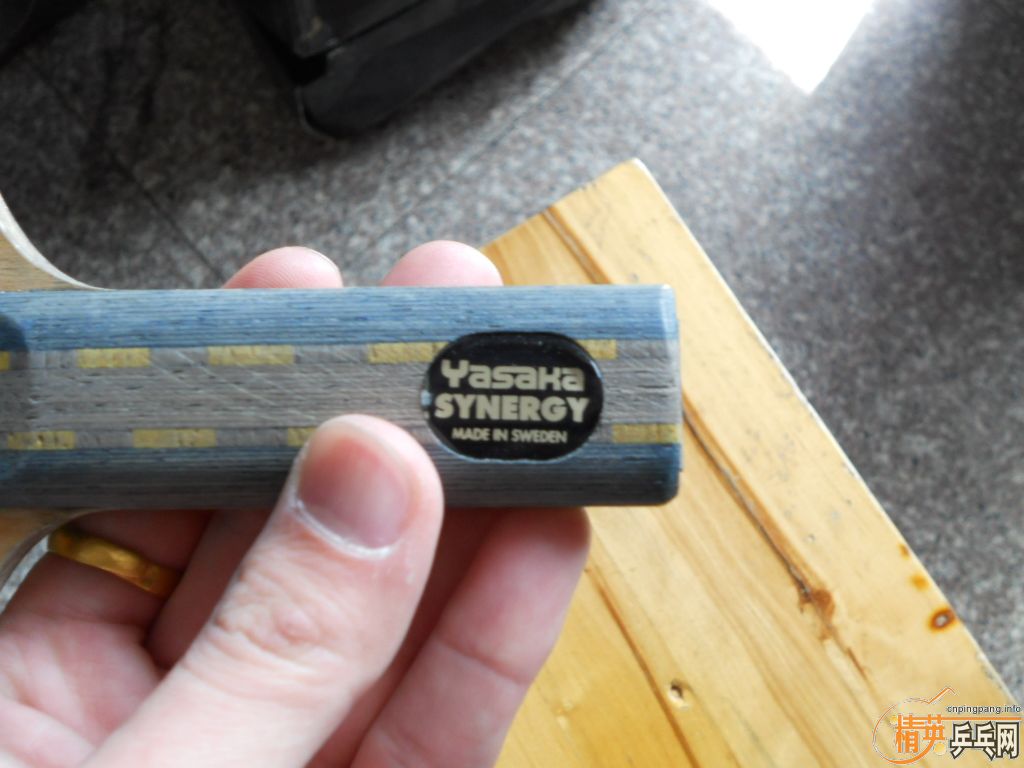 Yasaka
SYNERGY
MADE IN SWEDEN
cnpingpang.info
精英乒乓网